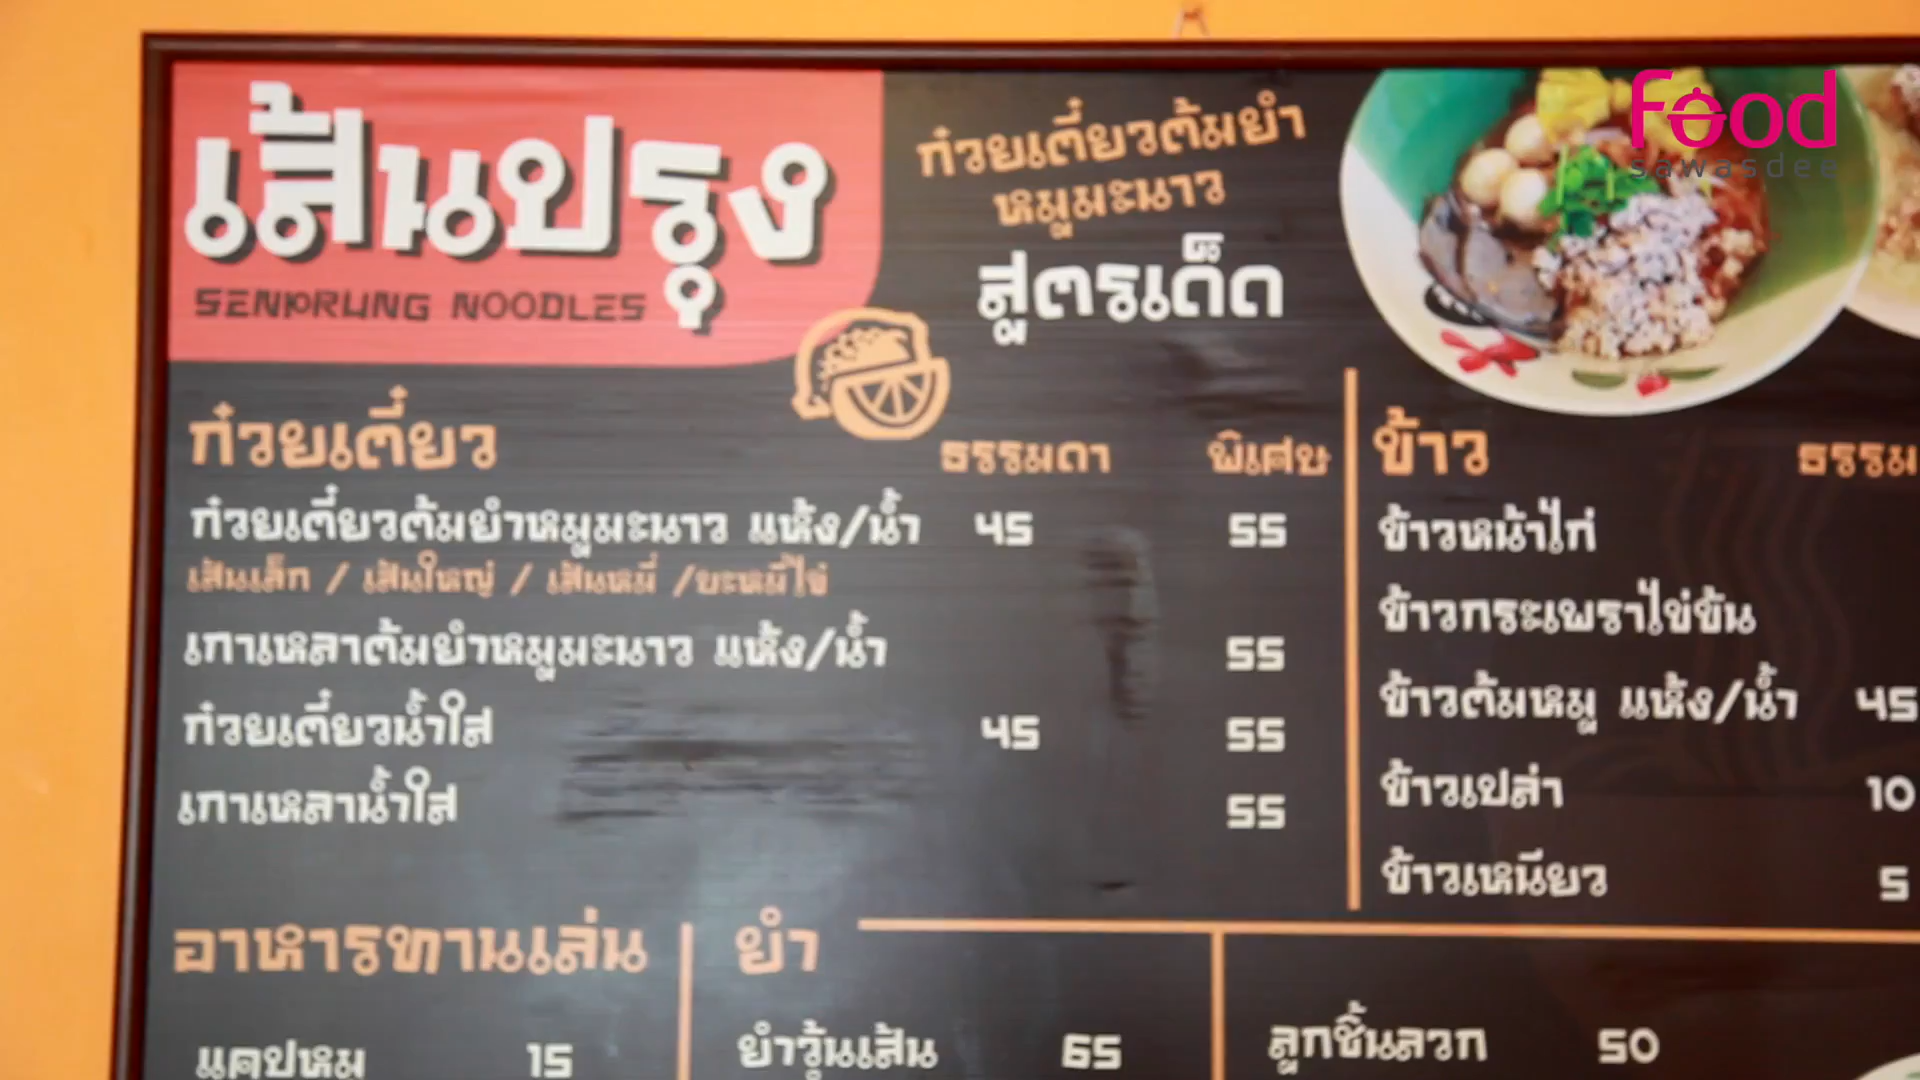 food
sawasdee
เส้นปรุง
SENPRUNG NOODLES
ก๋วยเตี๋ยวต้มยำ
หมูมะนาว
สูตรเด็ด
ก๋วยเตี๋ยว ธรรมดา พิเศษ
ก๋วยเตี๋ยวต้มยำหมูมะนาว แห้ง/น้ำ 45 55
เส้นเล็ก / เส้นใหญ่ / เส้นหมี่ /บะหมี่ไข่
เกาเหลาต้มยำหมูมะนาว แห้ง/น้ำ 55
ก๋วยเตี๋ยวน้ำใส 45 55
เกาเหลาน้ำใส 55
ข้าว ธรรม
ข้าวหน้าไก่
ข้าวกระเพราไข่ข้น
ข้าวต้มหมู แห้ง/น้ำ 45
ข้าวเปล่า 10
ข้าวเหนียว 5
อาหารทานเล่น
แคปหมู 15
ยำ
ยำวุ้นเส้น 65
ลูกชิ้นลวก 50